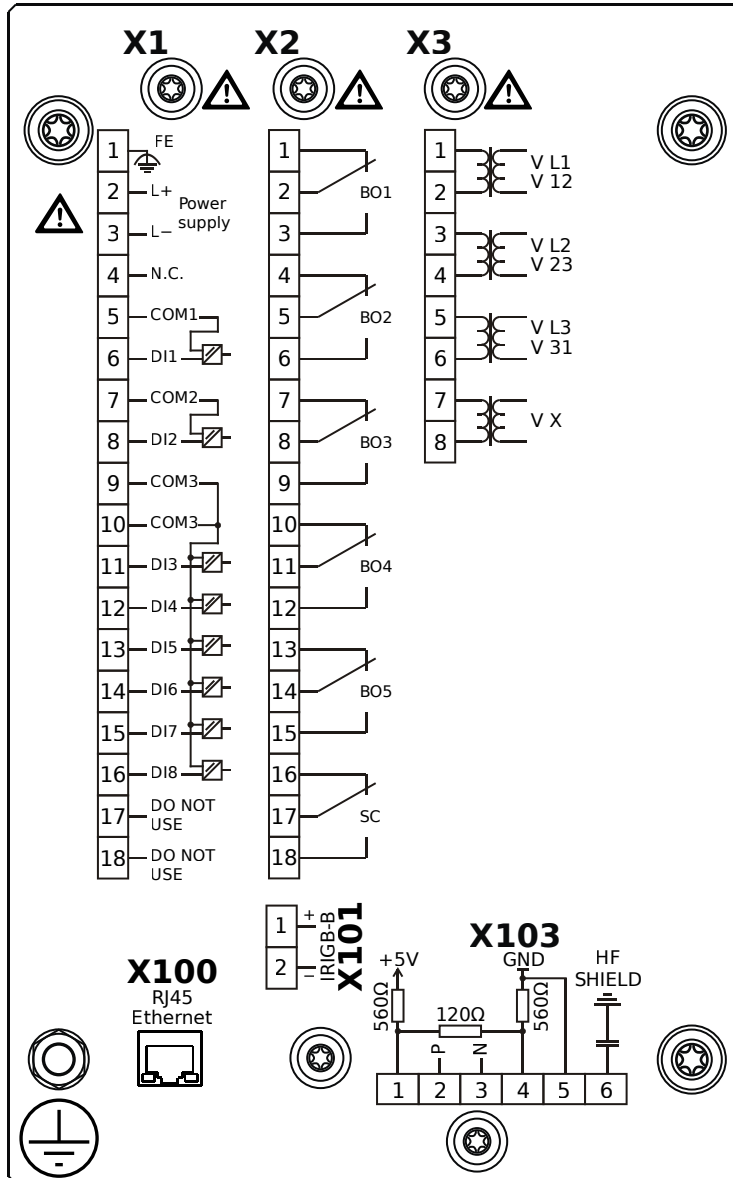 X1
X2
X3
1
FE
2
L+
Power
supply
3
L−
4
N.C.
5
COM1
6
DI1
7
COM2
8
DI2
9
COM3
10
COM3
11
DI3
12
DI4
13
DI5
14
DI6
15
DI7
16
DI8
17
DO NOT
USE
18
DO NOT
USE
1
2
BO1
3
4
5
BO2
6
7
8
BO3
9
10
11
BO4
12
13
14
BO5
15
16
17
SC
18
1
V L1
V 12
2
3
V L2
V 23
4
5
V L3
V 31
6
7
V X
8
X100
RJ45
Ethernet
1 +
2 −
IRIGB-B
X101
X103
+5V
GND
HF
SHIELD
560Ω
120Ω
560Ω
P
N
1 2 3 4 5 6